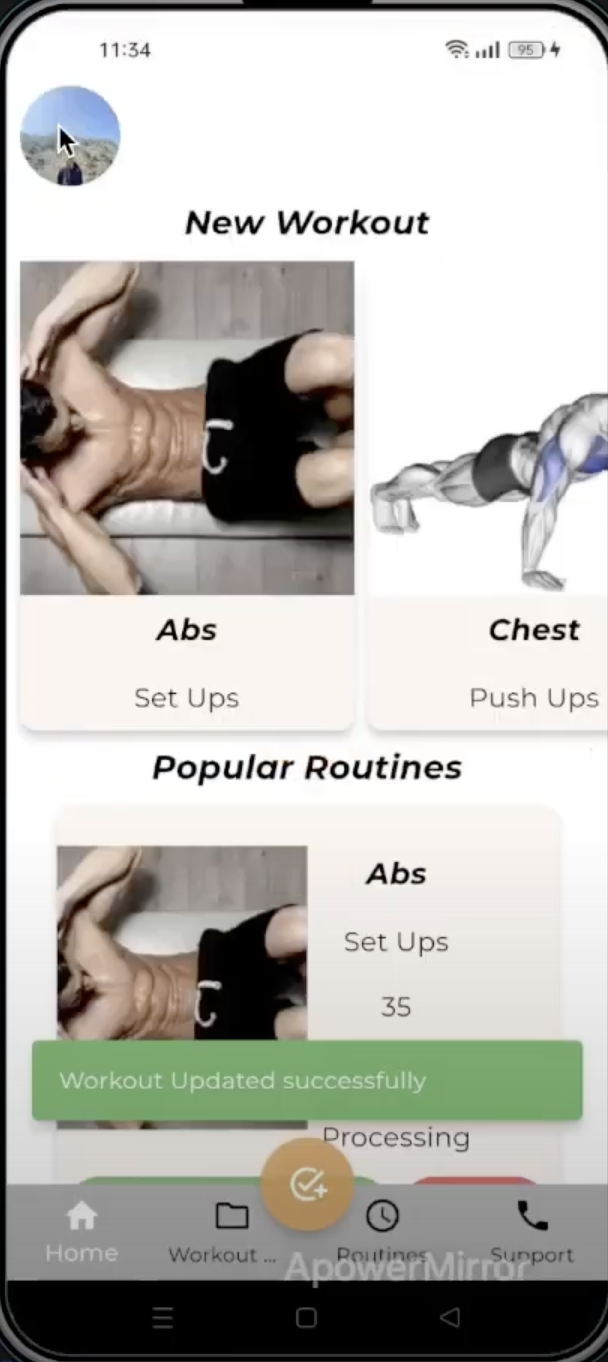 11:34
95
New Workout
Abs
Chest
Set Ups
Push Ups
Popular Routines
Abs
Set Ups
35
Workout Updated successfully
Processing
Home
Workout ...
Routines
Support
ApowerMirror